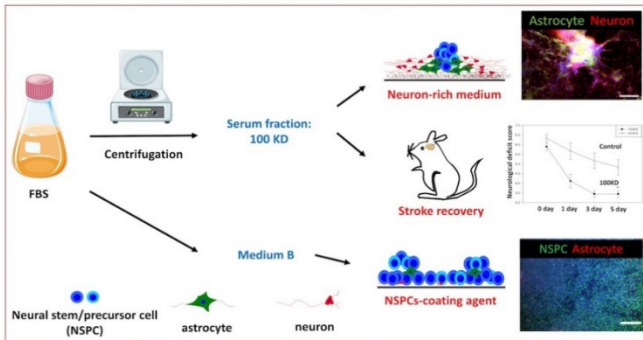 Astrocyte Neuron
Neuron-rich medium
Serum fraction:
100 KD
Centrifugation
FBS
Stroke recovery
Neurological deficit score
Control
100KD
0 day 1 day 3 day 5 day
Medium B
NSPC Astrocyte
NSPCs-coating agent
Neural stem/precursor cell
(NSPC)
astrocyte
neuron